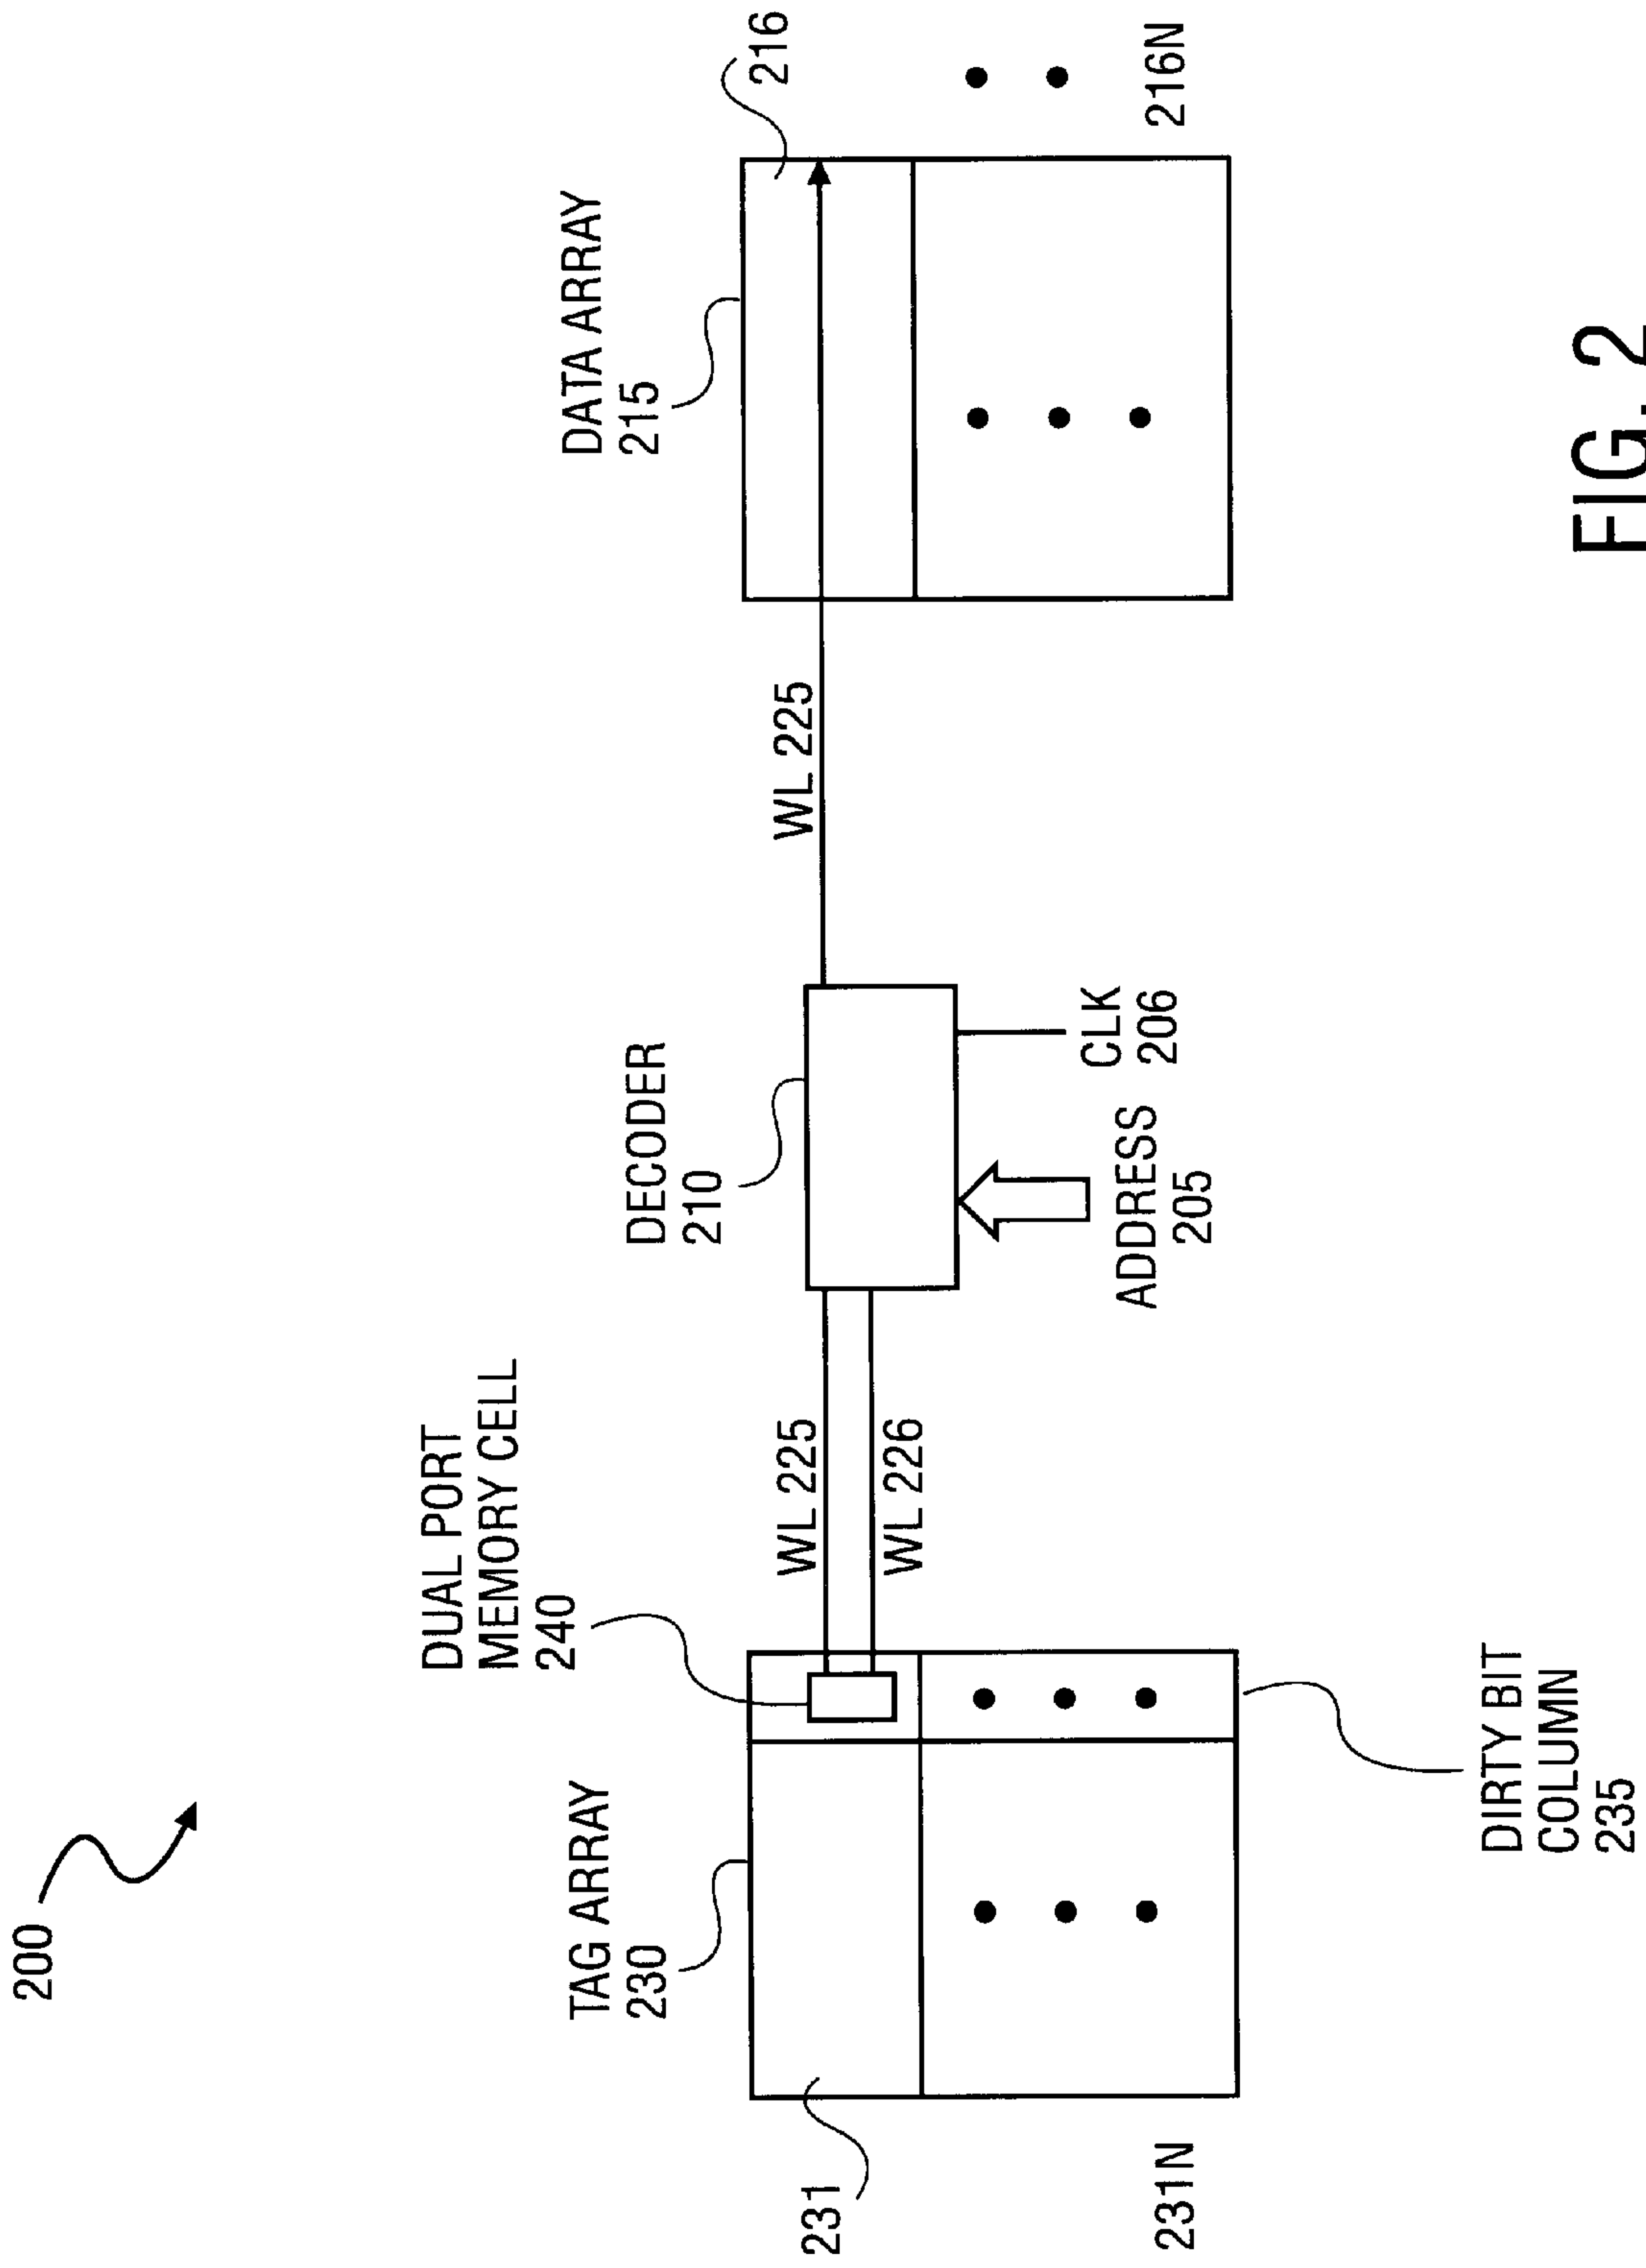 200
DUAL PORT
MEMORY CELL
240
TAG ARRAY
230
DECODER
210
DATA ARRAY
215
216
WL 225
WL 225
WL 226
231
CLK
206
ADDRESS
205
231N
216N
DIRTY BIT
COLUMN
235
FIG. 2